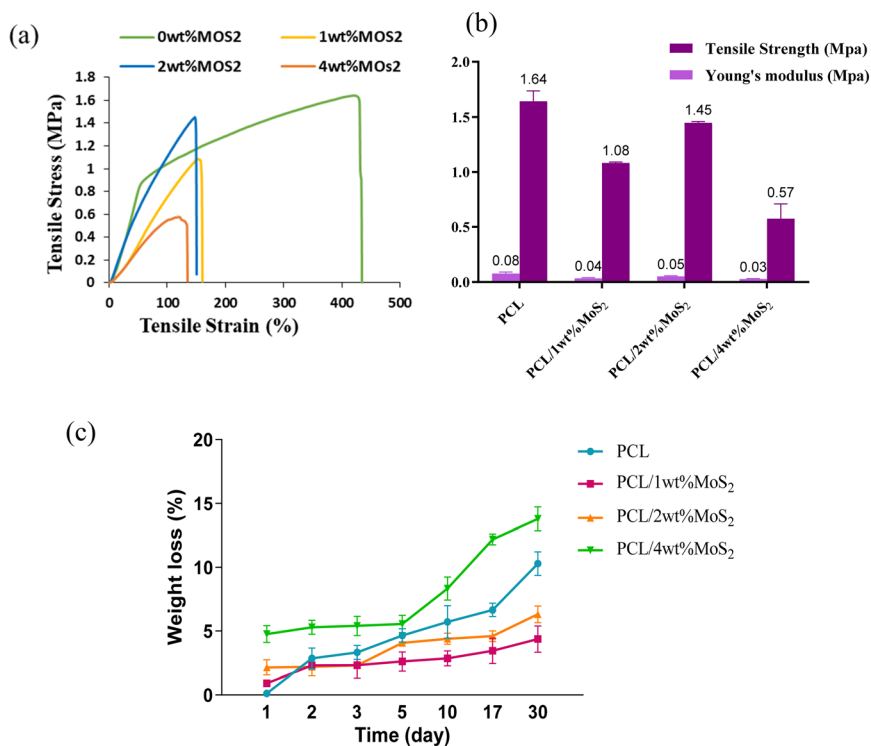 (a)
0wt%MOS2
1wt%MOS2
2wt%MOS2
4wt%MOs2
Tensile Stress (MPa)
1.8
1.6
1.4
1.2
1
0.8
0.6
0.4
0.2
0
0
100
200
300
400
500
Tensile Strain (%)
(b)
Tensile Strength (Mpa)
Young's modulus (Mpa)
2.0
1.5
1.0
0.5
0.0
0.08
1.64
0.04
1.08
0.05
1.45
0.03
0.57
PCL
PCL/1wt%MoS₂
PCL/2wt%MoS₂
PCL/4wt%MoS₂
(c)
Weight loss (%)
20
15
10
5
0
1
2
3
5
10
17
30
Time (day)
PCL
PCL/1wt%MoS₂
PCL/2wt%MoS₂
PCL/4wt%MoS₂